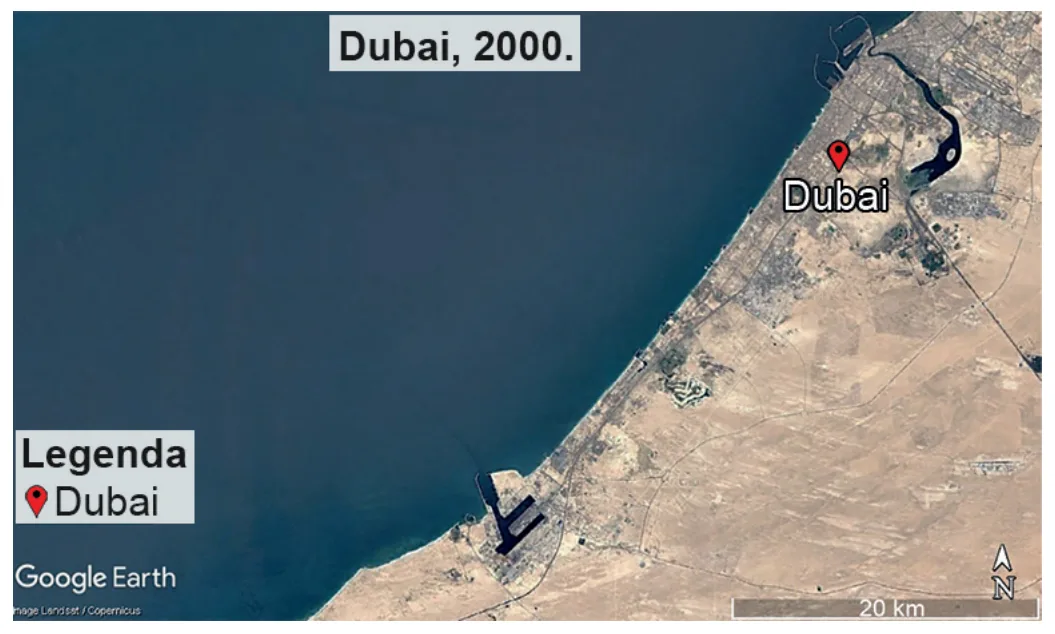 Dubai, 2000.
Dubai
Legenda
Dubai
Google Earth
Image Landsat / Copernicus
N
20 km